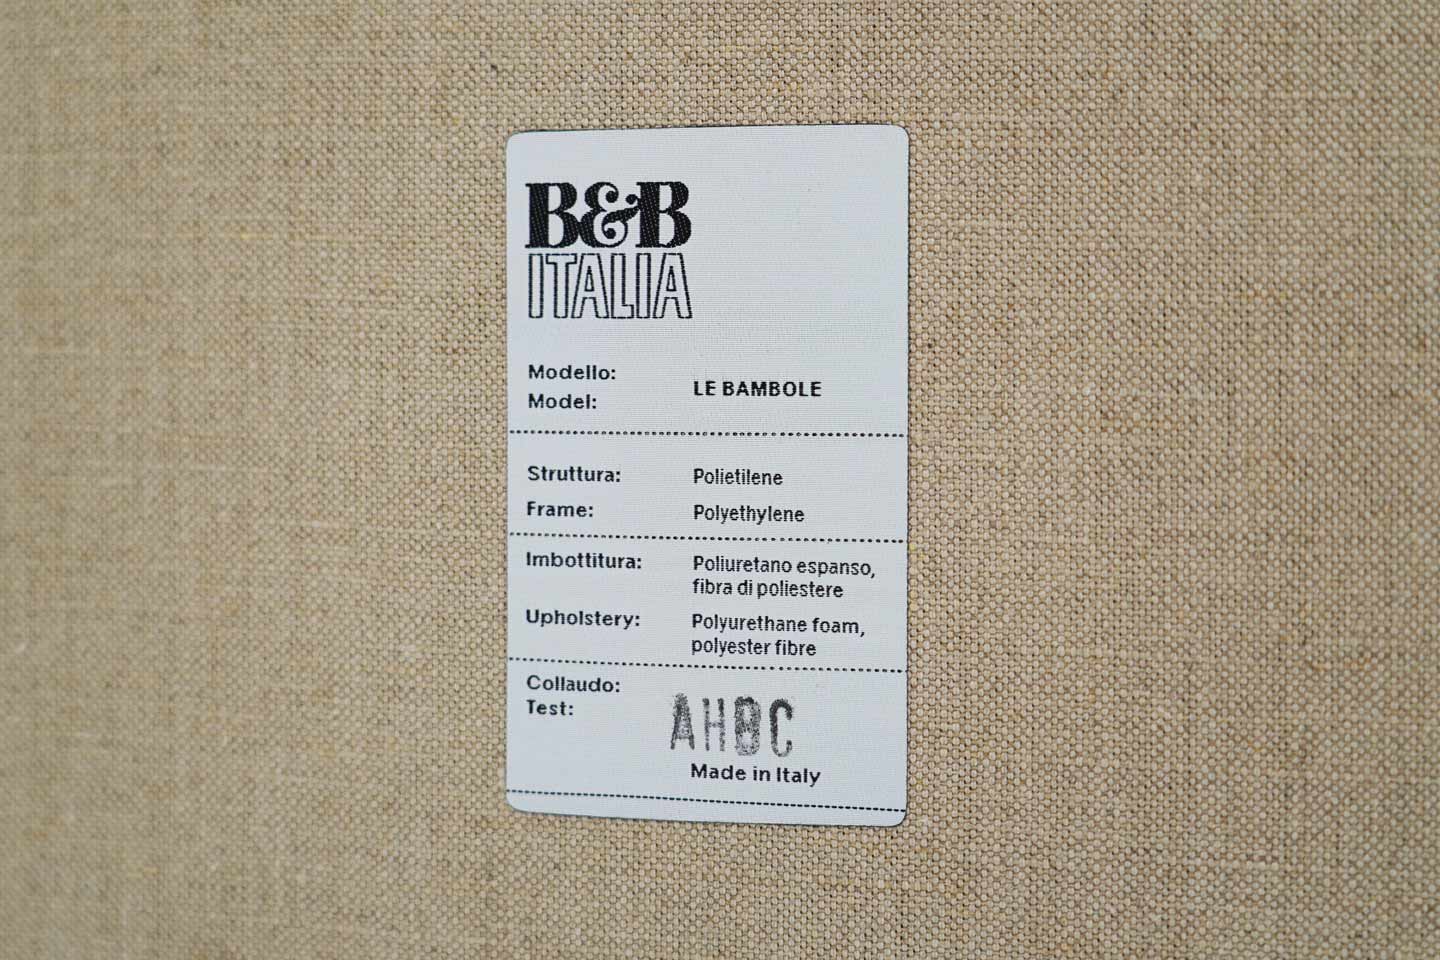 B&B
ITALIA
Modello:
Model:
LE BAMBOLE
Struttura: Polietilene
Frame: Polyethylene
Imbottitura: Poliuretano espanso,
fibra di poliestere
Upholstery: Polyurethane foam,
polyester fibre
Collaudo:
Test:
Made in Italy